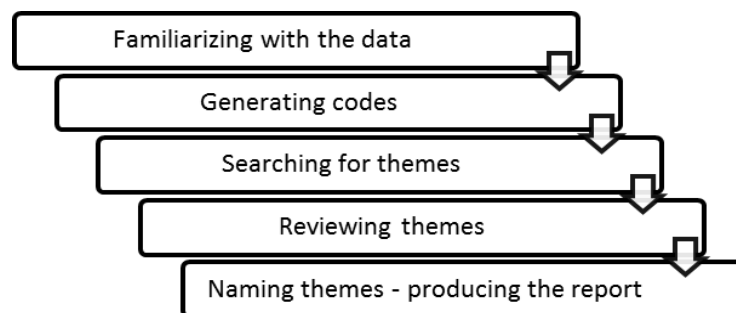 Familiarizing with the data
Generating codes
Searching for themes
Reviewing themes
Naming themes - producing the report